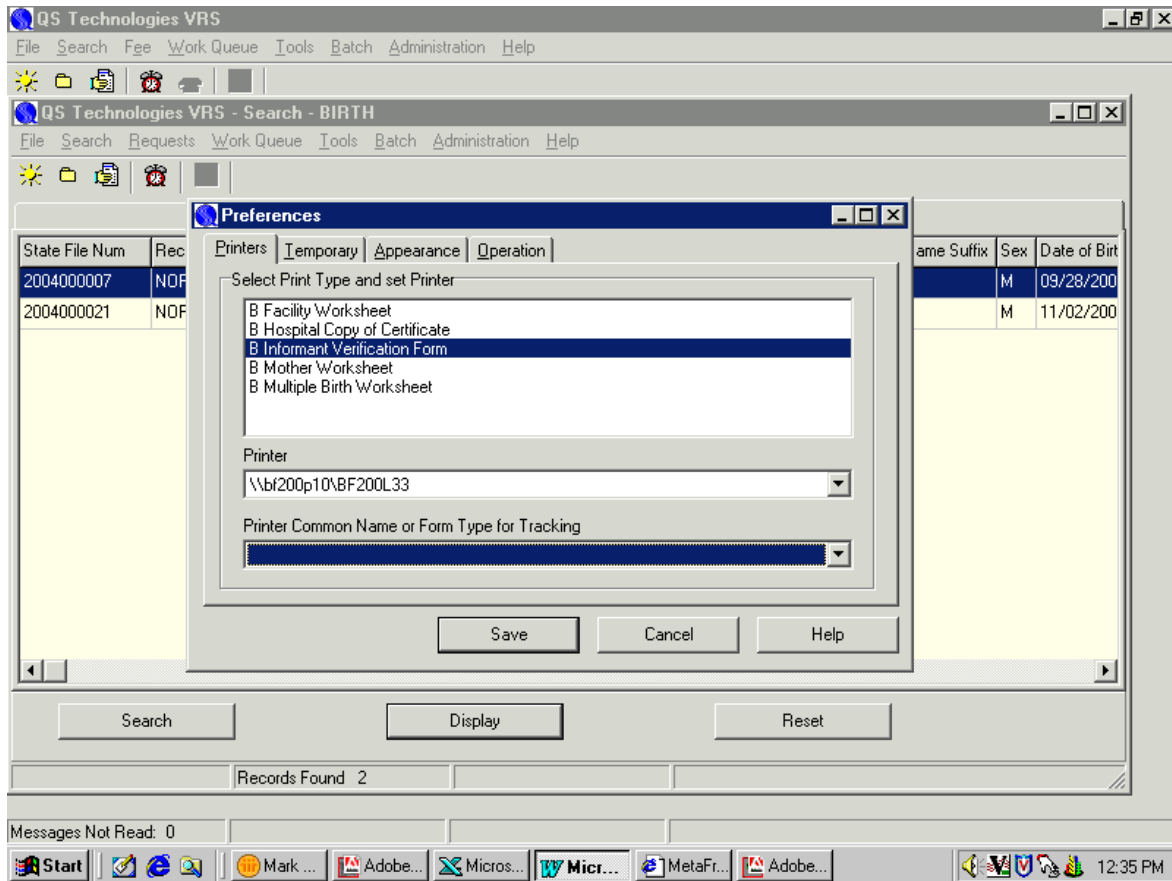 QS Technologies VRS
File Search Fee Work Queue Tools Batch Administration Help
QS Technologies VRS - Search - BIRTH
File Search Requests Work Queue Tools Batch Administration Help
Preferences
Printers Temporary Appearance Operation
State File Num Rec ame Suffix Sex Date of Birt
Select Print Type and set Printer
2004000007 NOF M 09/28/200
2004000021 NOF M 11/02/200
B Facility Worksheet
B Hospital Copy of Certificate
B Informant Verification Form
B Mother Worksheet
B Multiple Birth Worksheet
Printer
\\bf200p10\BF200L33
Printer Common Name or Form Type for Tracking
Save Cancel Help
Search Display Reset
Records Found 2
Messages Not Read: 0
Start Mark ... Adobe... Micros... Micr... MetaFr... Adobe... 12:35 PM